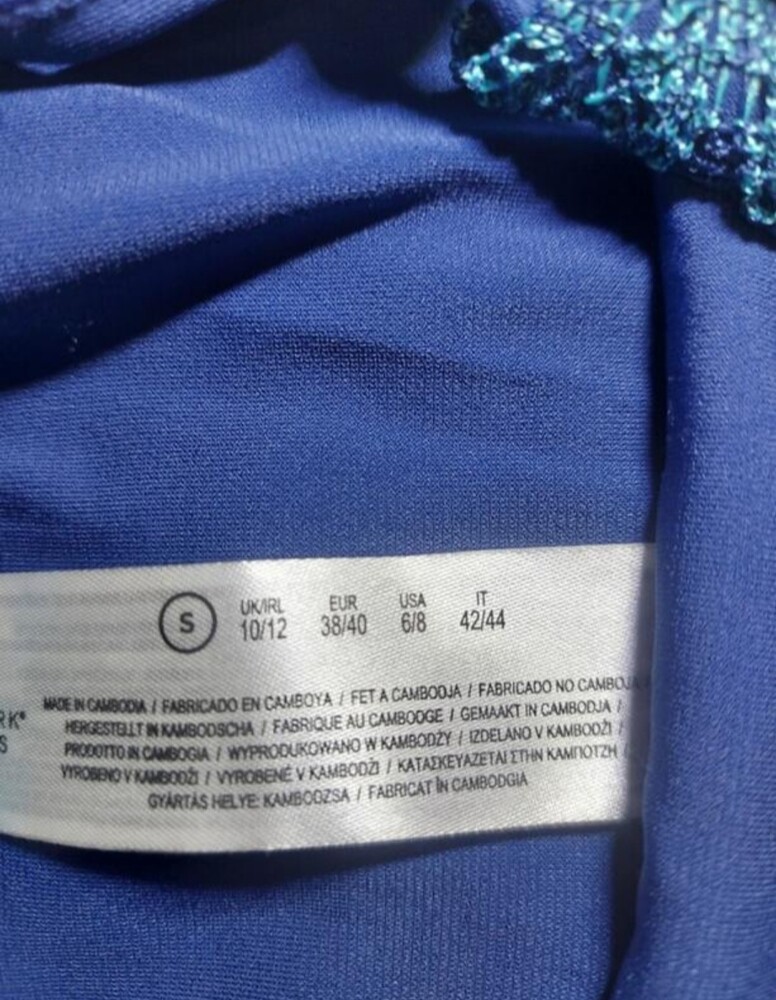 S UK/IRL EUR USA IT
10/12 38/40 6/8 42/44
MADE IN CAMBODIA / FABRICADO EN CAMBOYA / FET A CAMBODJA / FABRICADO NO CAMBOJA /
HERGESTELLT IN KAMBODSCHA / FABRIQUE AU CAMBODGE / GEMAAKT IN CAMBODJA /
PRODOTTO IN CAMBOGIA / WYPRODUKOWANO W KAMBODŻY / IZDELANO V KAMBODŽI /
VYROBENO V KAMBODŽI / VYROBENÉ V KAMBODŽI / ΚΑΤΑΣΚΕΥΑΖΕΤΑΙ ΣΤΗΝ ΚΑΜΠΟΤΖΗ /
GYÁRTÁS HELYE: KAMBODZSA / FABRICAT ÎN CAMBODGIA
RK®
S